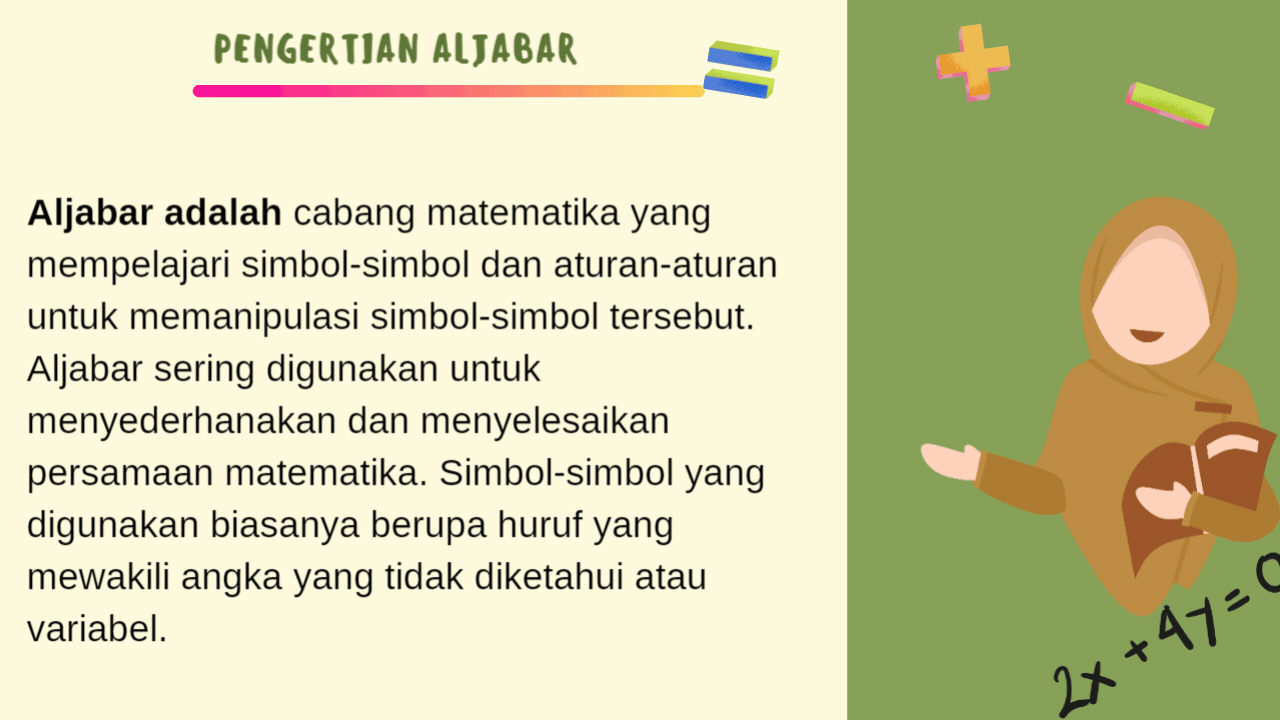 PENGERTIAN ALJABAR
Aljabar adalah cabang matematika yang
mempelajari simbol-simbol dan aturan-aturan
untuk memanipulasi simbol-simbol tersebut.
Aljabar sering digunakan untuk
menyederhanakan dan menyelesaikan
persamaan matematika. Simbol-simbol yang
digunakan biasanya berupa huruf yang
mewakili angka yang tidak diketahui atau
variabel.
2x + 4y = 0